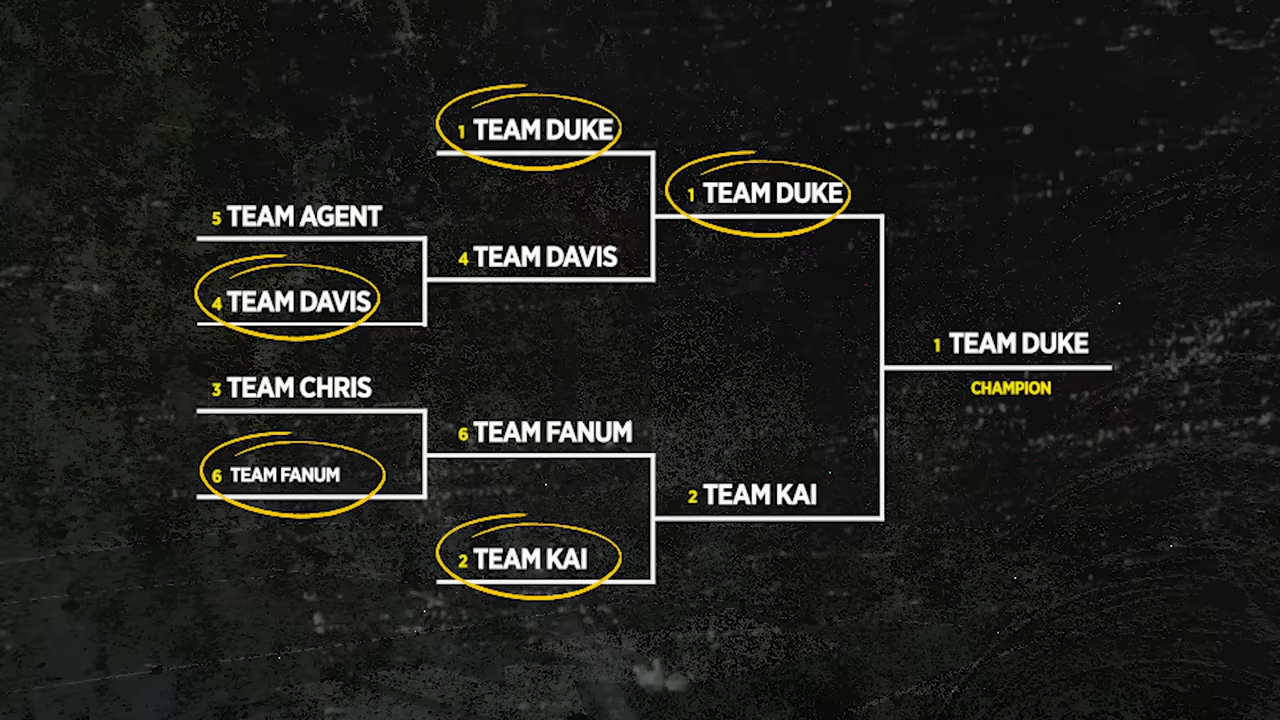 1 TEAM DUKE
1 TEAM DUKE
5 TEAM AGENT
4 TEAM DAVIS
4 TEAM DAVIS
1 TEAM DUKE
CHAMPION
3 TEAM CHRIS
6 TEAM FANUM
6 TEAM FANUM
2 TEAM KAI
2 TEAM KAI